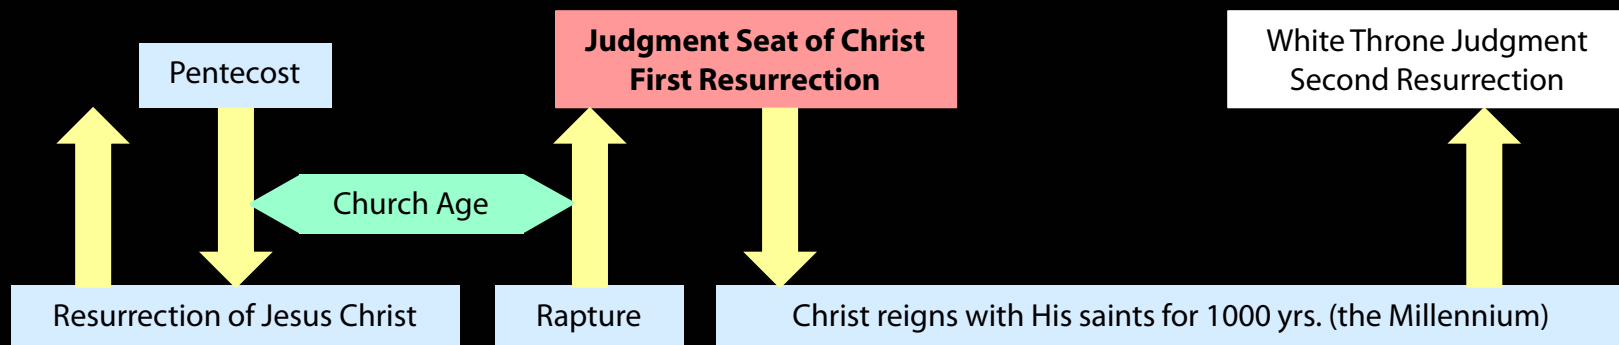 Pentecost
Judgment Seat of Christ
First Resurrection
White Throne Judgment
Second Resurrection
Church Age
Resurrection of Jesus Christ
Rapture
Christ reigns with His saints for 1000 yrs. (the Millennium)